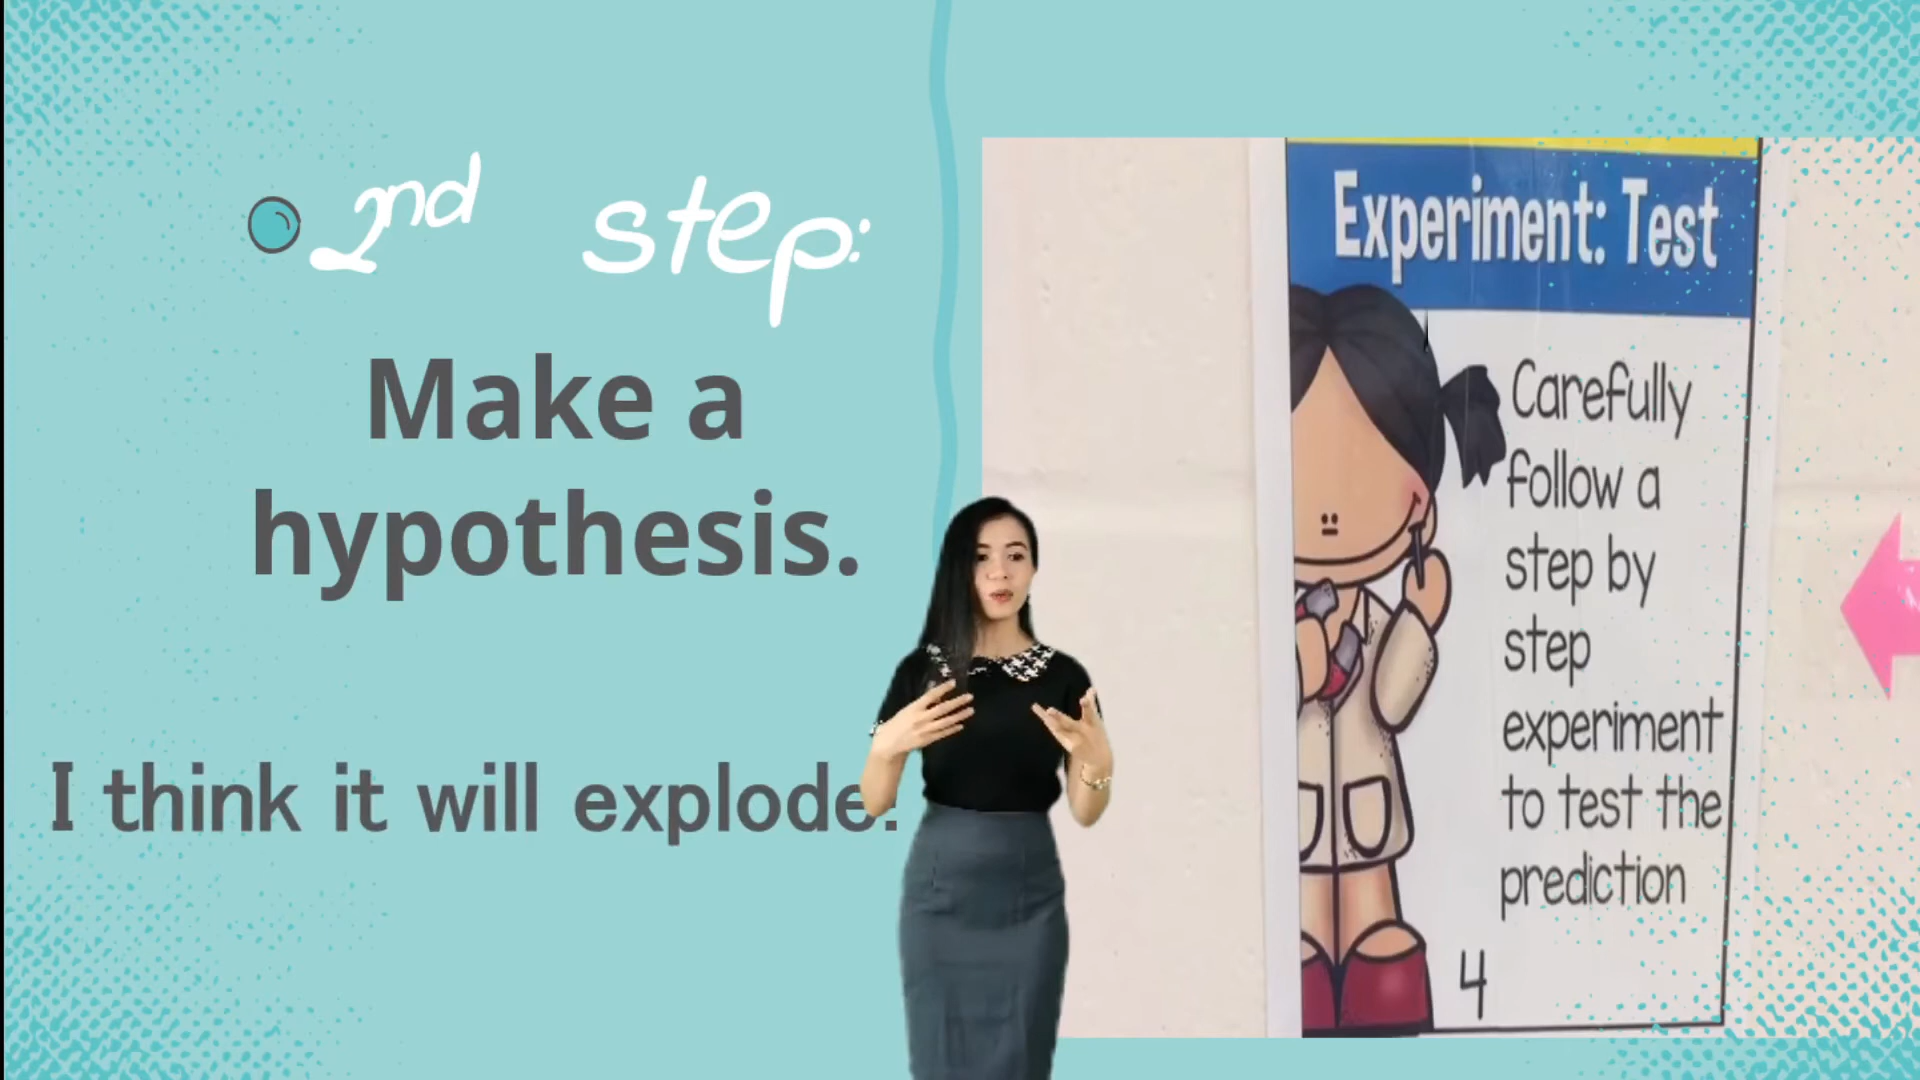 2nd step:
Make a
hypothesis.
I think it will explode.
Experiment: Test
Carefully
follow a
step by
step
experiment
to test the
prediction
4